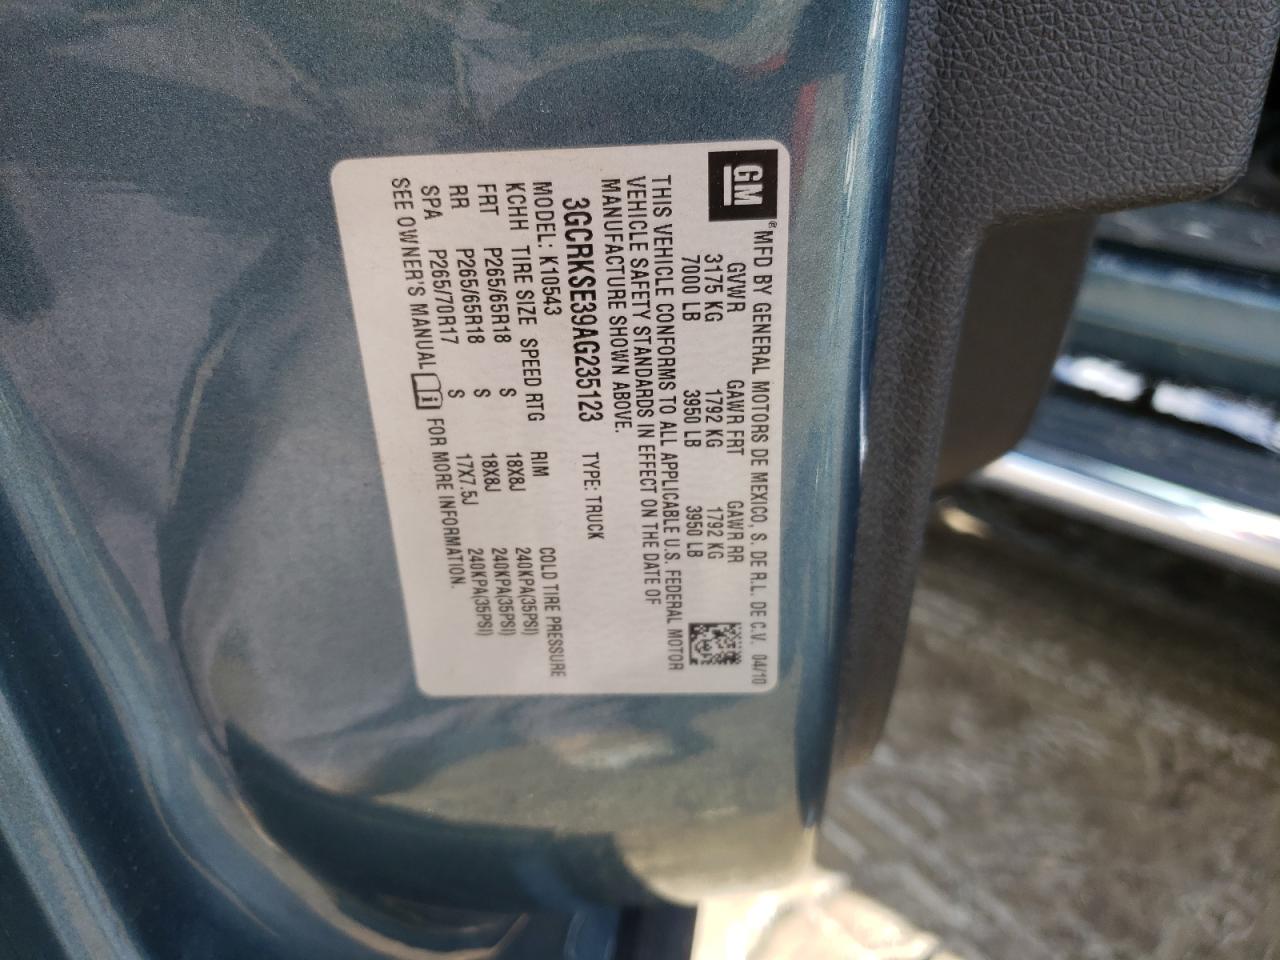 GM
®MFD BY GENERAL MOTORS DE MEXICO, S. DE R.L. DE C.V. 04/10
GVWR GAWR FRT GAWR RR
3175 KG 1792 KG 1792 KG
7000 LB 3950 LB 3950 LB
THIS VEHICLE CONFORMS TO ALL APPLICABLE U.S. FEDERAL MOTOR
VEHICLE SAFETY STANDARDS IN EFFECT ON THE DATE OF
MANUFACTURE SHOWN ABOVE.
3GCRKSE39AG235123 TYPE: TRUCK
MODEL: K10543
KCHH TIRE SIZE SPEED RTG RIM COLD TIRE PRESSURE
FRT P265/65R18 S 18X8J 240KPA(35PSI)
RR P265/65R18 S 18X8J 240KPA(35PSI)
SPA P265/70R17 S 17X7.5J 240KPA(35PSI)
SEE OWNER'S MANUAL i FOR MORE INFORMATION.